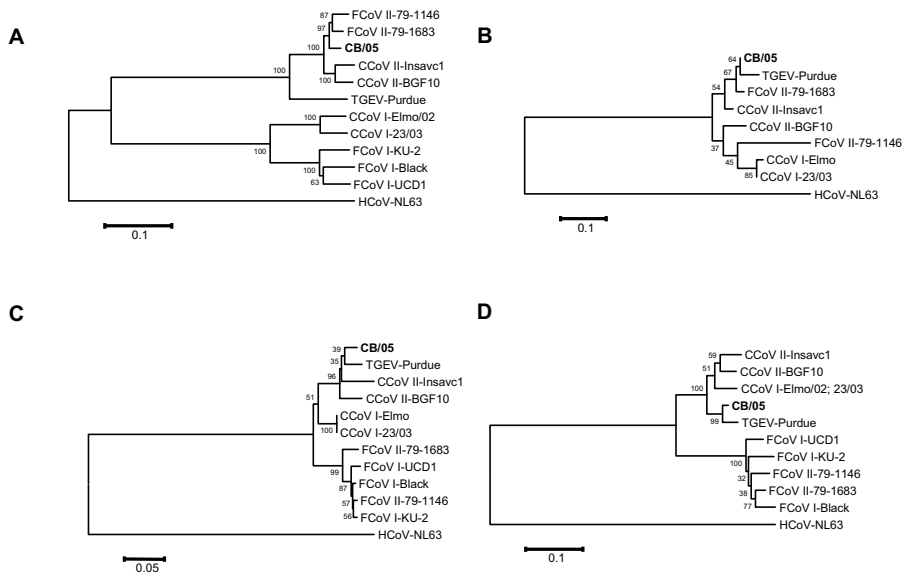 A
87
FCoV II-79-1146
97
FCoV II-79-1683
CB/05
100
CCoV II-Insavc1
100
CCoV II-BGF10
100
TGEV-Purdue
CCoV I-Elmo/02
100
CCoV I-23/03
100
FCoV I-KU-2
100
FCoV I-Black
63
FCoV I-UCD1
HCoV-NL63
0.1
B
64
CB/05
67
TGEV-Purdue
54
FCoV II-79-1683
CCoV II-Insavc1
CCoV II-BGF10
37
FCoV II-79-1146
45
CCoV I-Elmo
85
CCoV I-23/03
HCoV-NL63
0.1
C
39
CB/05
35
TGEV-Purdue
96
CCoV II-Insavc1
CCoV II-BGF10
51
CCoV I-Elmo
100
CCoV I-23/03
FCoV II-79-1683
99
FCoV I-UCD1
87
FCoV I-Black
57
FCoV II-79-1146
56
FCoV I-KU-2
HCoV-NL63
0.05
D
59
CCoV II-Insavc1
51
CCoV II-BGF10
100
CCoV I-Elmo/02; 23/03
CB/05
99
TGEV-Purdue
FCoV I-UCD1
100
FCoV I-KU-2
32
FCoV II-79-1146
38
FCoV II-79-1683
77
FCoV I-Black
HCoV-NL63
0.1